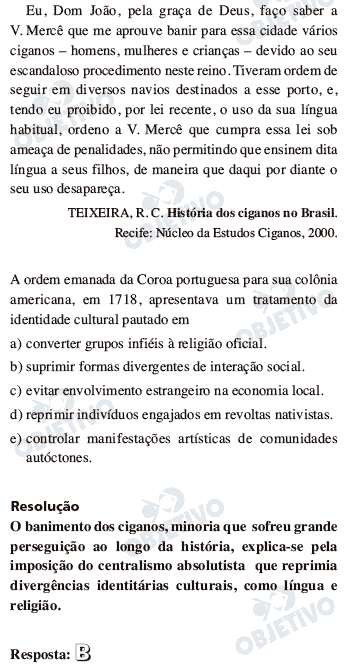 Eu, Dom João, pela graça de Deus, faço saber a
V. Mercê que me aprouve banir para essa cidade vários
ciganos – homens, mulheres e crianças – devido ao seu
escandaloso procedimento neste reino. Tiveram ordem de
seguir em diversos navios destinados a esse porto, e,
tendo eu proibido, por lei recente, o uso da sua língua
habitual, ordeno a V. Mercê que cumpra essa lei sob
ameaça de penalidades, não permitindo que ensinem dita
língua a seus filhos, de maneira que daqui por diante o
seu uso desapareça.
TEIXEIRA, R. C. História dos ciganos no Brasil.
Recife: Núcleo da Estudos Ciganos, 2000.
A ordem emanada da Coroa portuguesa para sua colônia
americana, em 1718, apresentava um tratamento da
identidade cultural pautado em
a) converter grupos infiéis à religião oficial.
b) suprimir formas divergentes de interação social.
c) evitar envolvimento estrangeiro na economia local.
d) reprimir indivíduos engajados em revoltas nativistas.
e) controlar manifestações artísticas de comunidades
autóctones.
Resolução
O banimento dos ciganos, minoria que sofreu grande
perseguição ao longo da história, explica-se pela
imposição do centralismo absolutista que reprimia
divergências identitárias culturais, como língua e
religião.
Resposta: B
OBJETIVO
OBJETIVO
OBJETIVO
OBJETIVO
OBJETIVO
OBJETIVO
OBJETIVO